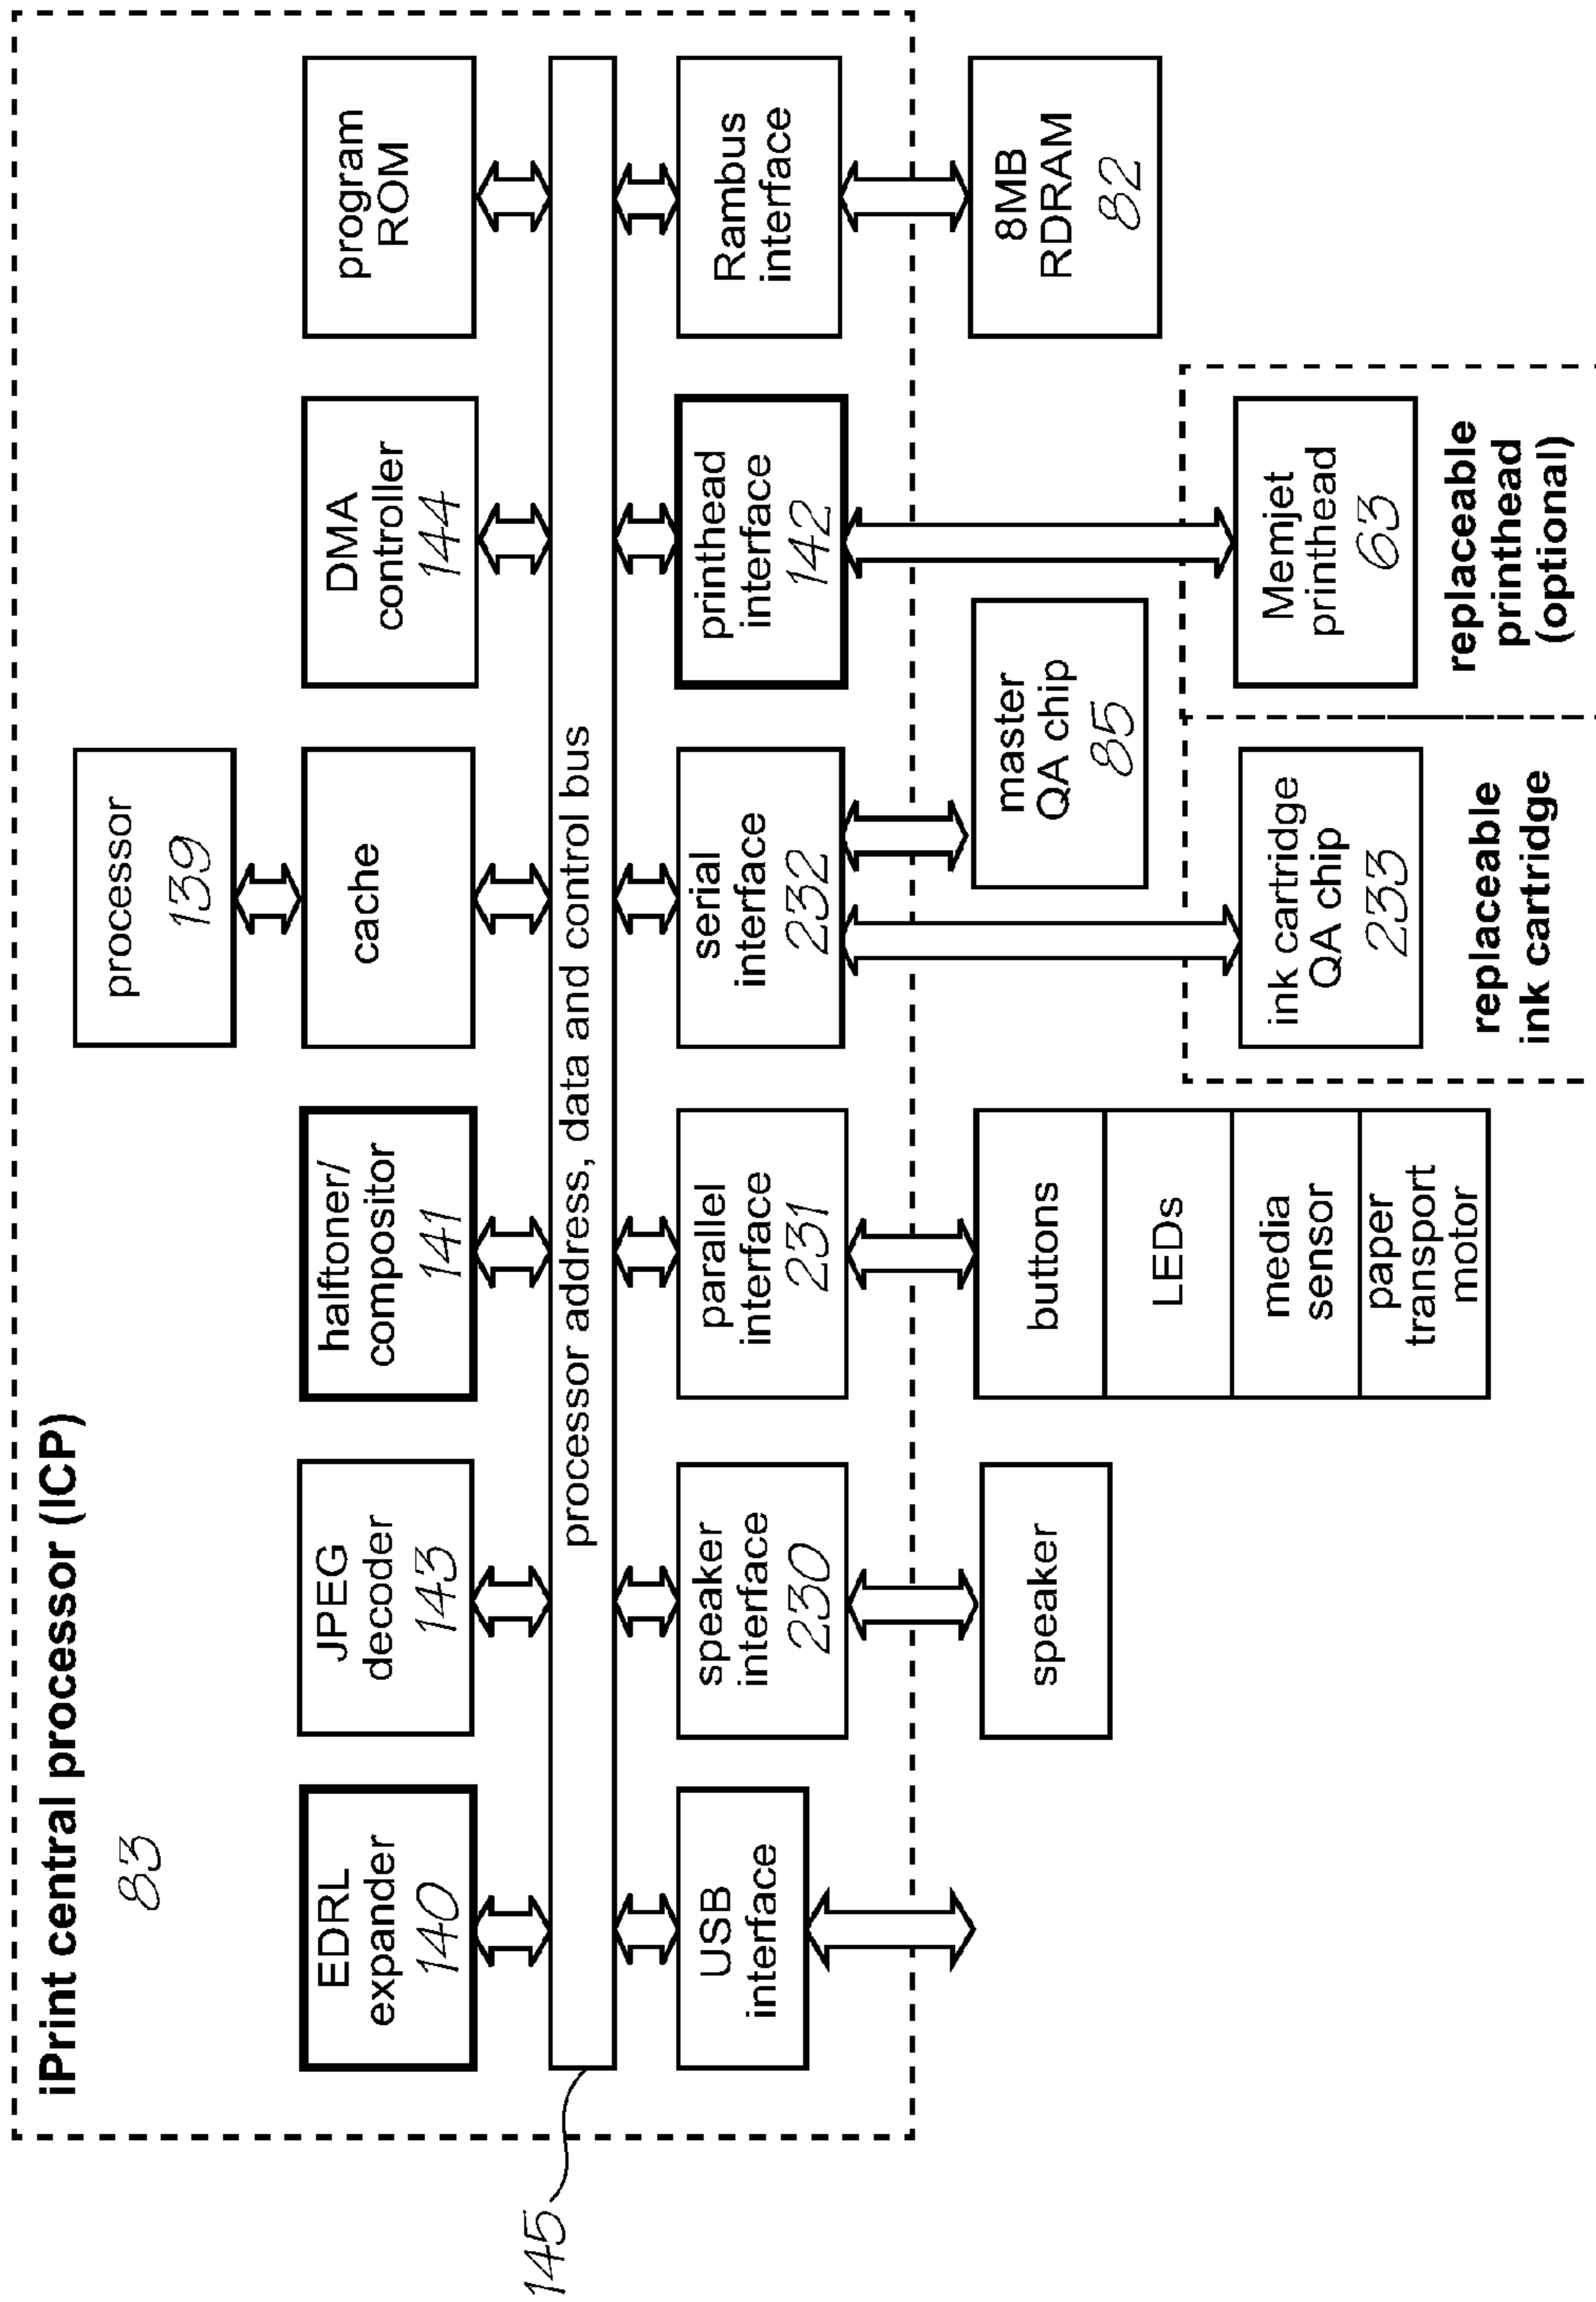 iPrint central processor (ICP)
83
processor
139
EDRL
expander
140
JPEG
decoder
143
halftoner/
compositor
141
cache
DMA
controller
144
program
ROM
145
processor address, data and control bus
USB
interface
speaker
interface
230
parallel
interface
231
serial
interface
232
printhead
interface
142
Rambus
interface
speaker
buttons
LEDs
media
sensor
paper
transport
motor
master
QA chip
85
8MB
RDRAM
82
ink cartridge
QA chip
233
replaceable
ink cartridge
Memjet
printhead
63
replaceable
printhead
(optional)